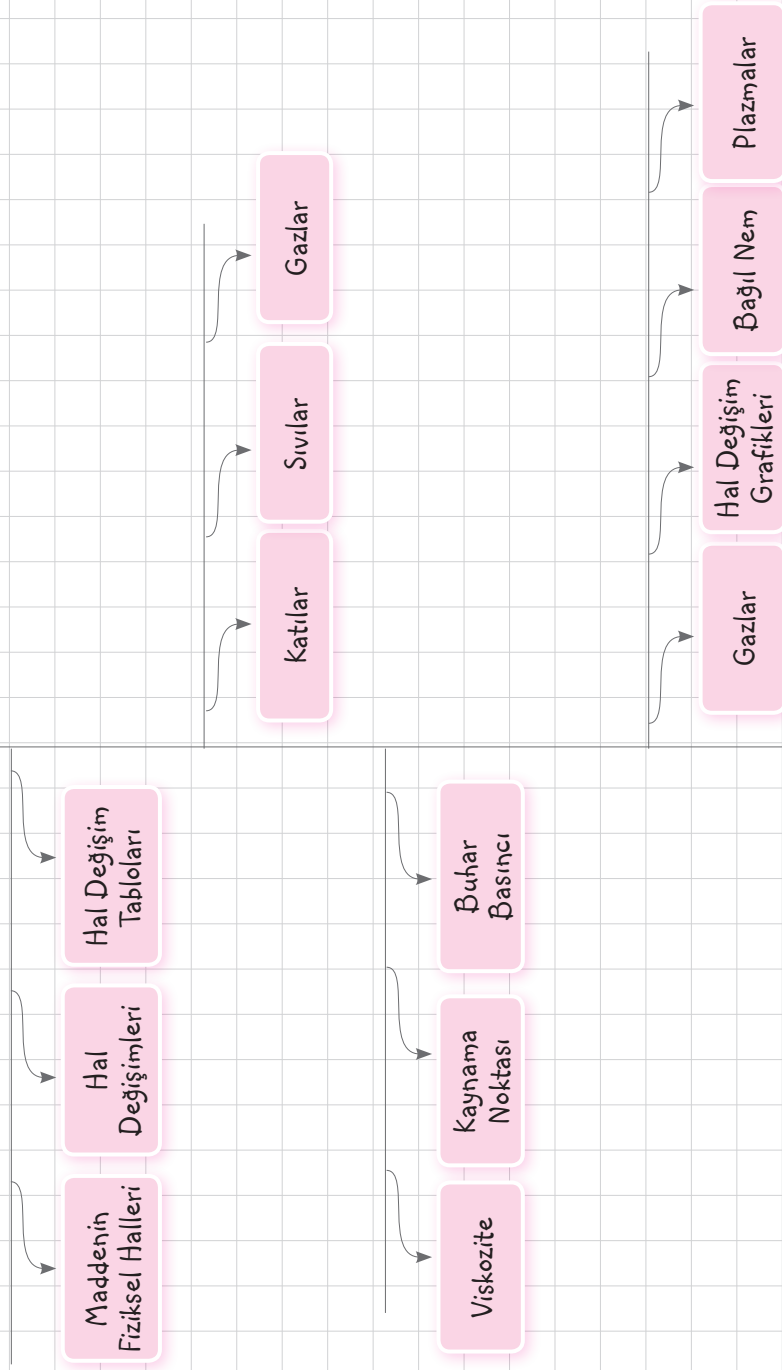 Maddenin
Fiziksel Halleri
Hal
Değişimleri
Hal Değişim
Tabloları
Katılar
Sıvılar
Gazlar
Viskozite
Kaynama
Noktası
Buhar
Basıncı
Gazlar
Hal Değişim
Grafikleri
Bağıl Nem
Plazmalar